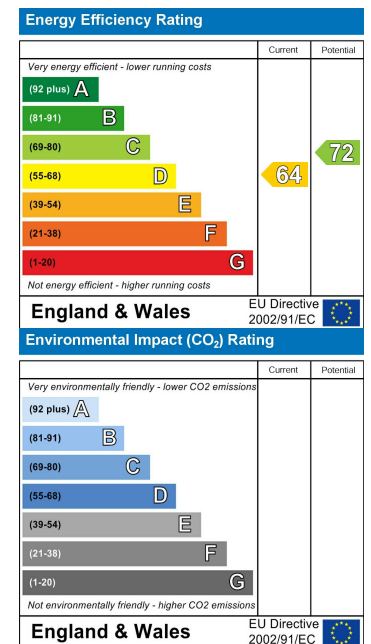 Energy Efficiency Rating
Current Potential
Very energy efficient - lower running costs
(92 plus) A
(81-91) B
(69-80) C
72
(55-68) D
64
(39-54) E
(21-38) F
(1-20) G
Not energy efficient - higher running costs
England & Wales
EU Directive
2002/91/EC
Environmental Impact (CO₂) Rating
Current Potential
Very environmentally friendly - lower CO2 emissions
(92 plus) A
(81-91) B
(69-80) C
(55-68) D
(39-54) E
(21-38) F
(1-20) G
Not environmentally friendly - higher CO2 emissions
England & Wales
EU Directive
2002/91/EC